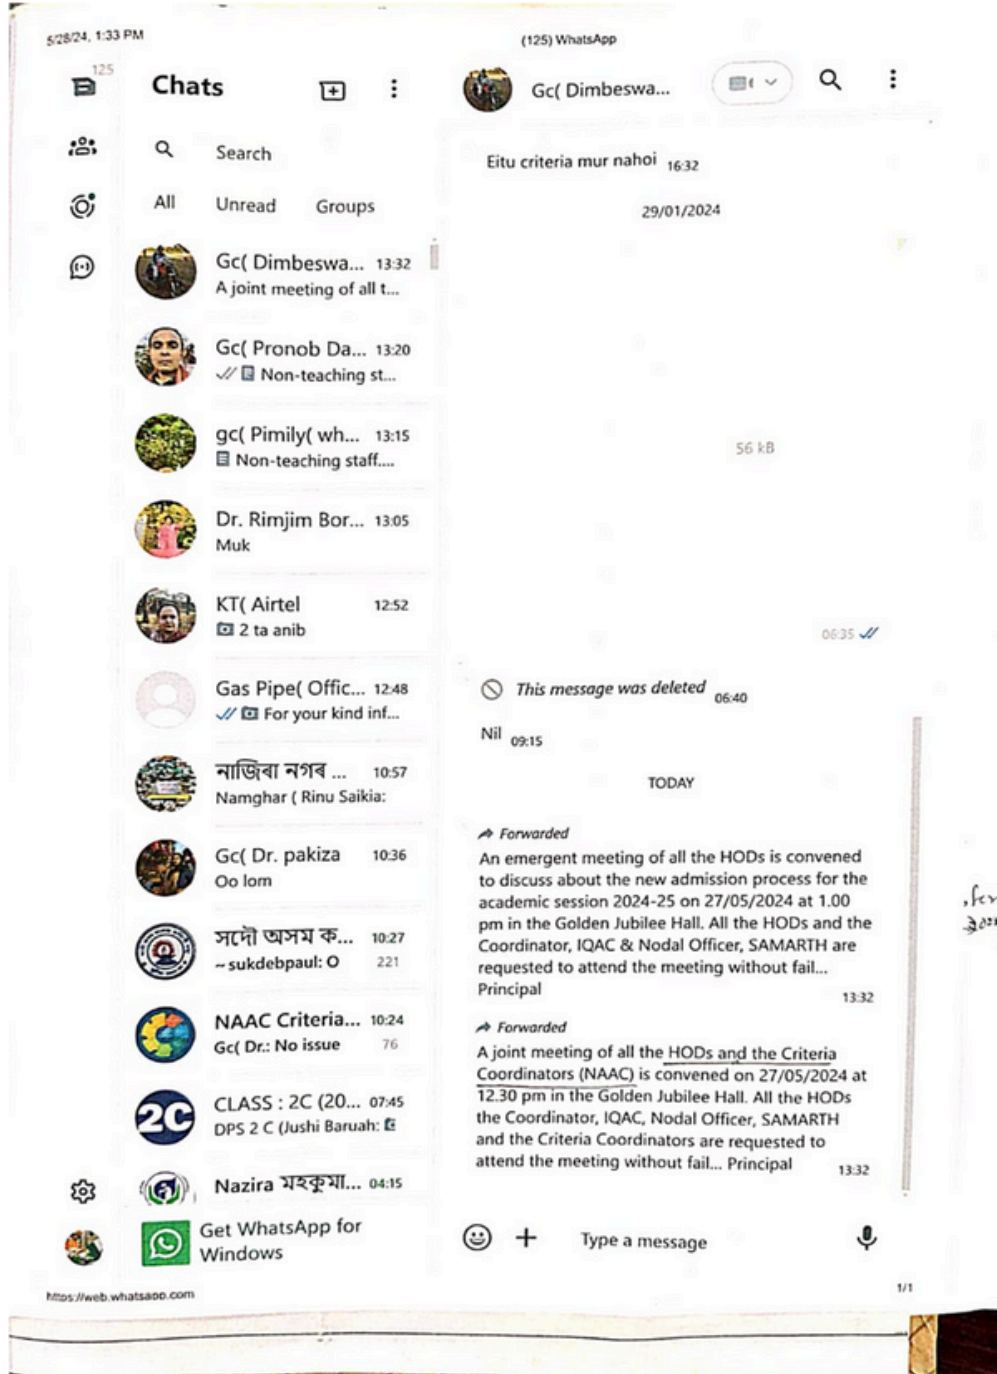 5/28/24, 1:33 PM
(125) WhatsApp
125
Chats
Search
All Unread Groups
Gc( Dimbeswa... 13:32
A joint meeting of all t...
Gc( Pronob Da... 13:20
Non-teaching st...
gc( Pimily( wh... 13:15
Non-teaching staff....
Dr. Rimjim Bor... 13:05
Muk
KT( Airtel 12:52
2 ta anib
Gas Pipe( Offic... 12:48
For your kind inf...
নাজিৰা নগৰ ... 10:57
Namghar ( Rinu Saikia:
Gc( Dr. pakiza 10:36
Oo lom
সদৌ অসম ক... 10:27
~ sukdebpaul: O 221
NAAC Criteria... 10:24
Gc( Dr.: No issue 76
2C
CLASS : 2C (20... 07:45
DPS 2 C (Jushi Baruah:
Nazira মহকুমা... 04:15
Get WhatsApp for
Windows
Gc( Dimbeswa...
Eitu criteria mur nahoi 16:32
29/01/2024
56 kB
06:35
This message was deleted 06:40
Nil 09:15
TODAY
Forwarded
An emergent meeting of all the HODs is convened
to discuss about the new admission process for the
academic session 2024-25 on 27/05/2024 at 1.00
pm in the Golden Jubilee Hall. All the HODs and the
Coordinator, IQAC & Nodal Officer, SAMARTH are
requested to attend the meeting without fail...
Principal
13:32
Forwarded
A joint meeting of all the HODs and the Criteria
Coordinators (NAAC) is convened on 27/05/2024 at
12.30 pm in the Golden Jubilee Hall. All the HODs
the Coordinator, IQAC, Nodal Officer, SAMARTH
and the Criteria Coordinators are requested to
attend the meeting without fail... Principal 13:32
Type a message
https://web.whatsapp.com
1/1